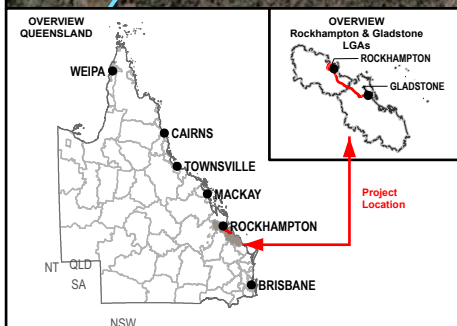 OVERVIEW
QUEENSLAND
WEIPA
CAIRNS
TOWNSVILLE
MACKAY
ROCKHAMPTON
BRISBANE
NT
QLD
SA
NSW
OVERVIEW
Rockhampton & Gladstone
LGAs
ROCKHAMPTON
GLADSTONE
Project
Location